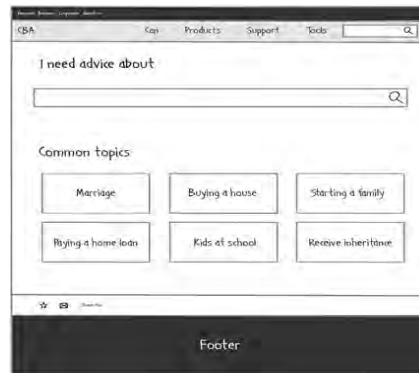 CBA Can Products Support Tools
I need advice about
Common topics
Marriage Buying a house Starting a family
Paying a home loan Kids at school Receive inheritance
Footer